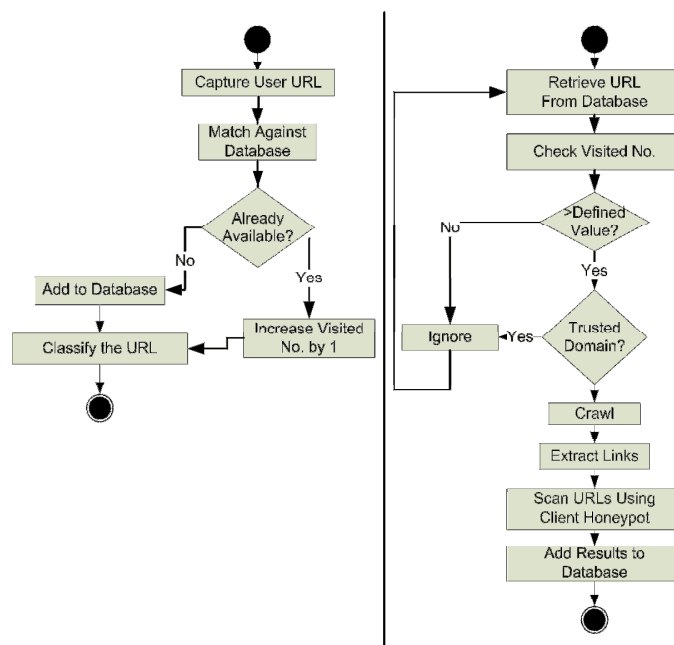 Capture User URL
Match Against
Database
Already
Available?
No
Yes
Add to Database
Increase Visited
No. by 1
Classify the URL
Retrieve URL
From Database
Check Visited No.
>Defined
Value?
No
Yes
Trusted
Domain?
Yes
Ignore
Crawl
Extract Links
Scan URLs Using
Client Honeypot
Add Results to
Database